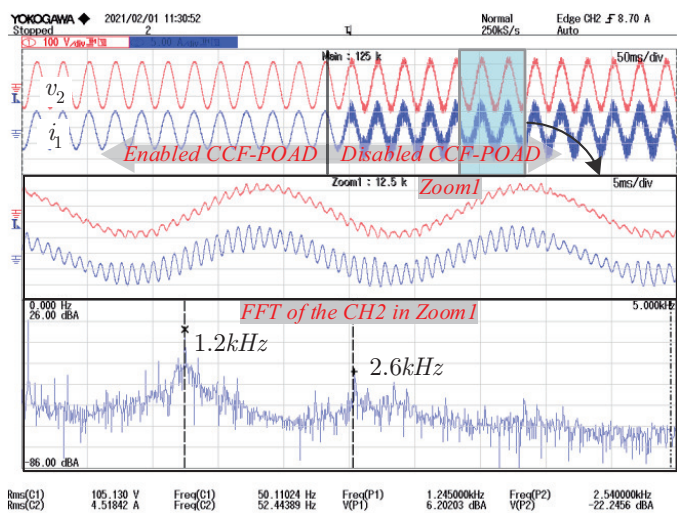 YOKOGAWA ◆ 2021/02/01 11:30:52 Normal Edge CH2 8.70 A
Stopped 2 250kS/s Auto
100 V/div
Main : 125 k 50ms/div
v2
i1
Enabled CCF-POAD Disabled CCF-POAD
Zoom1 : 12.5 k Zoom1 5ms/div
0.000 Hz FFT of the CH2 in Zoom1 5.000kHz
26.00 dBA
1.2kHz
2.6kHz
-86.00 dBA
Rms(C1) 105.130 V Freq(C1) 50.11024 Hz Freq(P1) 1.245000kHz Freq(P2) 2.540000kHz
Rms(C2) 4.51842 A Freq(C2) 52.44389 Hz V(P1) 6.20203 dBA V(P2) -22.2456 dBA